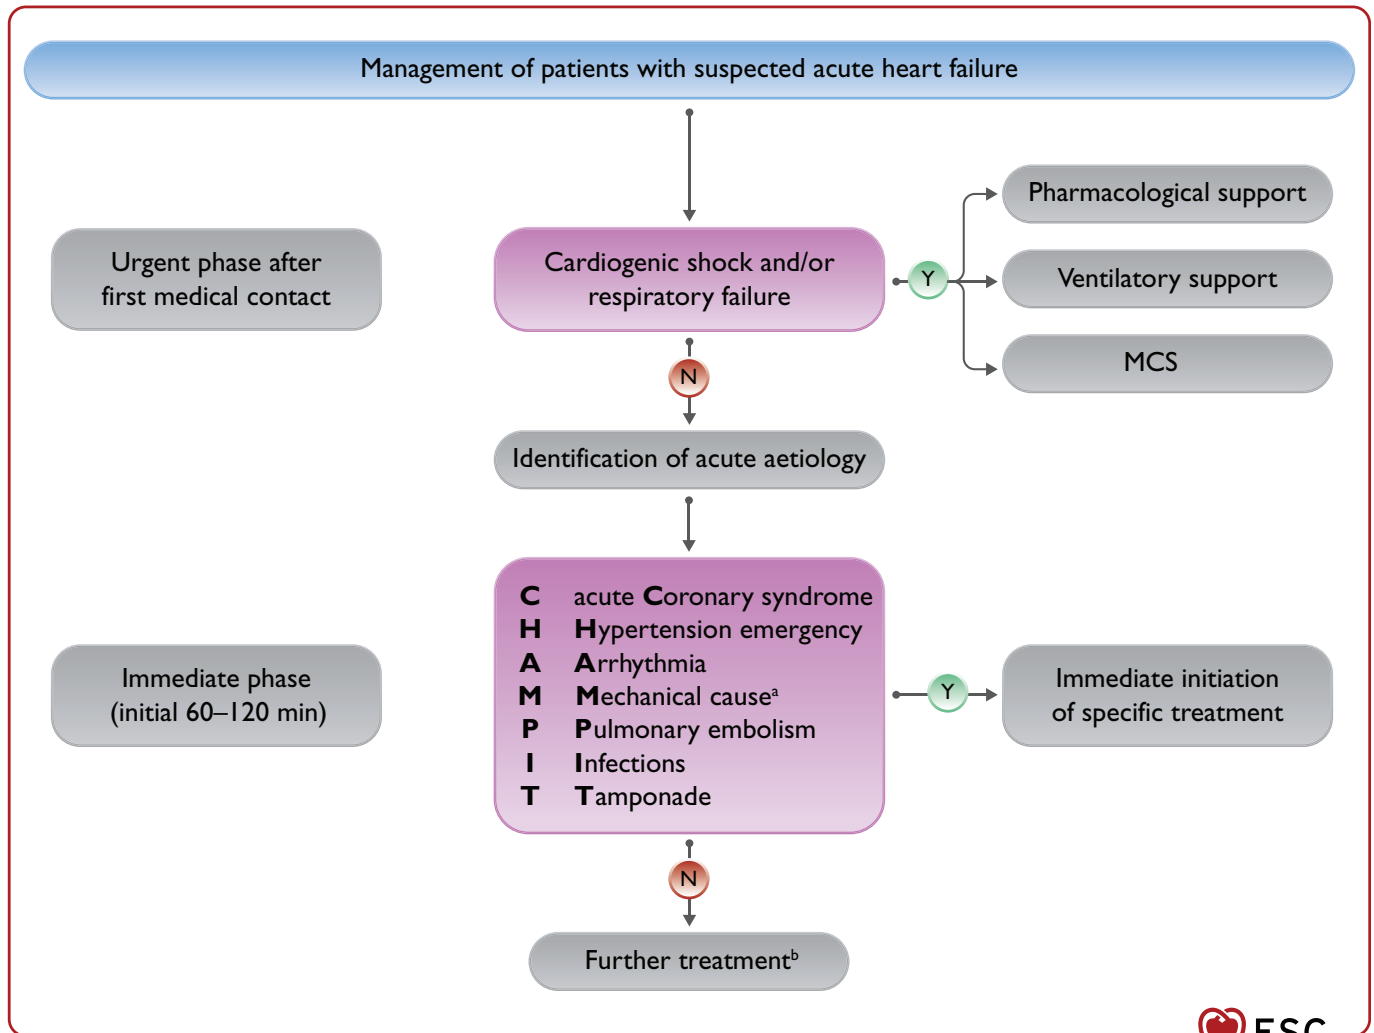 Management of patients with suspected acute heart failure
Pharmacological support
Urgent phase after
first medical contact
Cardiogenic shock and/or
respiratory failure
Y
Ventilatory support
MCS
N
Identification of acute aetiology
C acute Coronary syndrome
H Hypertension emergency
A Arrhythmia
M Mechanical causeᵃ
P Pulmonary embolism
I Infections
T Tamponade
Immediate phase
(initial 60–120 min)
Y
Immediate initiation
of specific treatment
N
Further treatmentᵇ
ESC